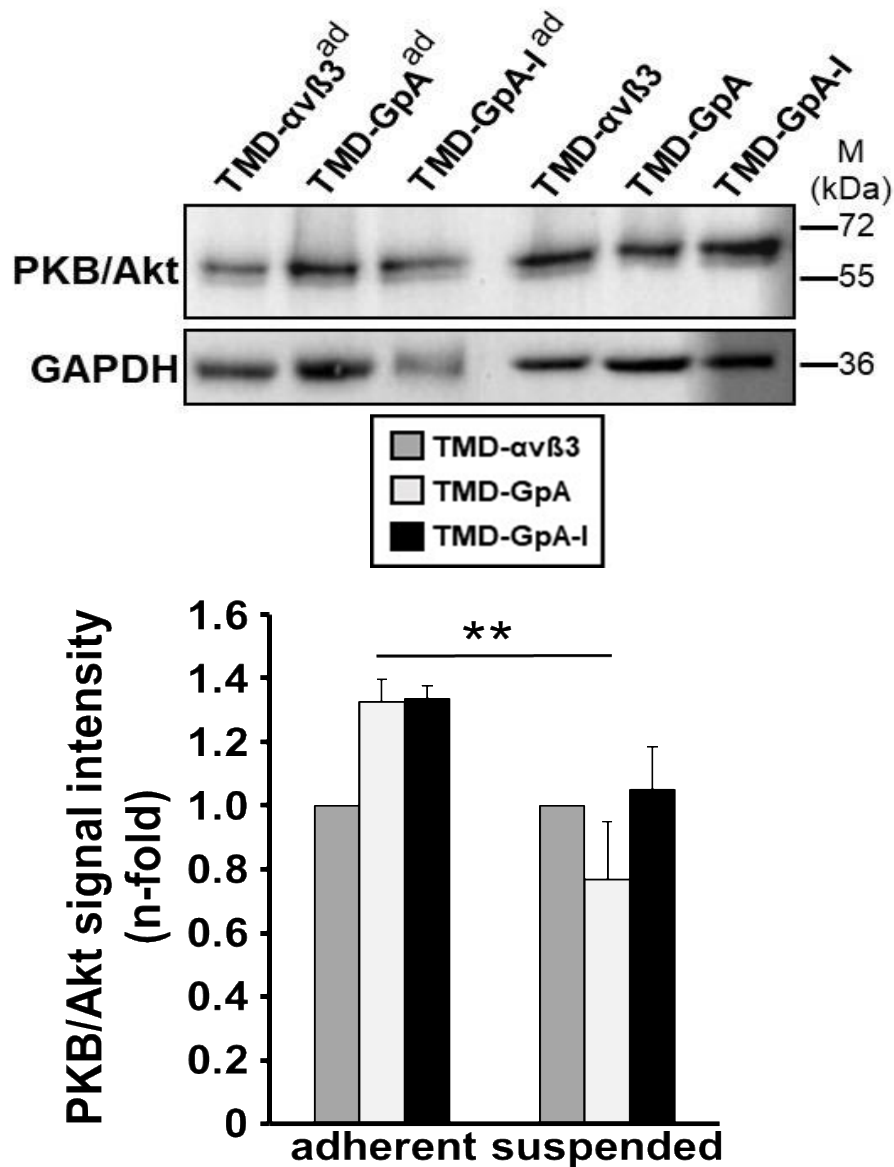 TMD-αvß3ad TMD-GpAad TMD-GpA-I ad TMD-αvß3 TMD-GpA TMD-GpA-I
M
(kDa)
72
PKB/Akt
55
GAPDH
36
TMD-αvß3
TMD-GpA
TMD-GpA-I
PKB/Akt signal intensity
(n-fold)
1.6
1.4
1.2
1.0
0.8
0.6
0.4
0.2
0
**
adherent suspended